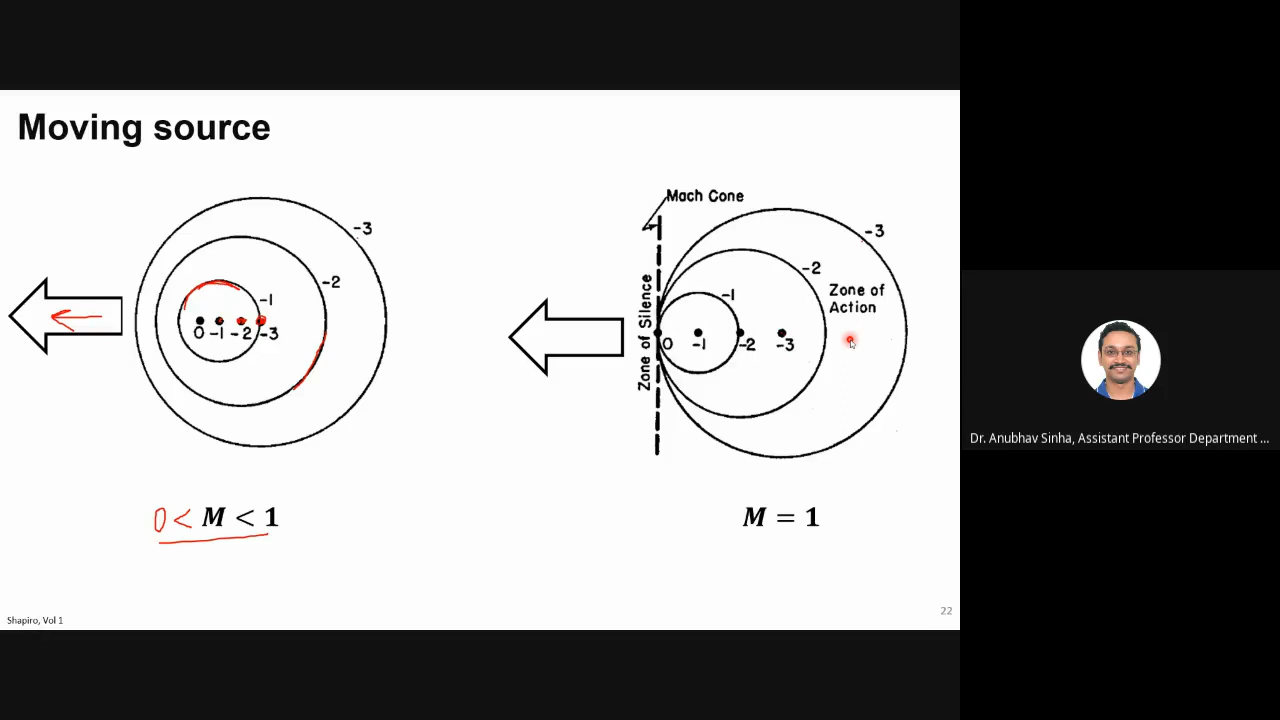 Moving source
-3
-2
-1
0 -1 -2 -3
0 < M < 1
Mach Cone
Zone of Silence
-3
-2
-1
Zone of
Action
0 -1 -2 -3
M = 1
Shapiro, Vol 1
22
Dr. Anubhav Sinha, Assistant Professor Department ...